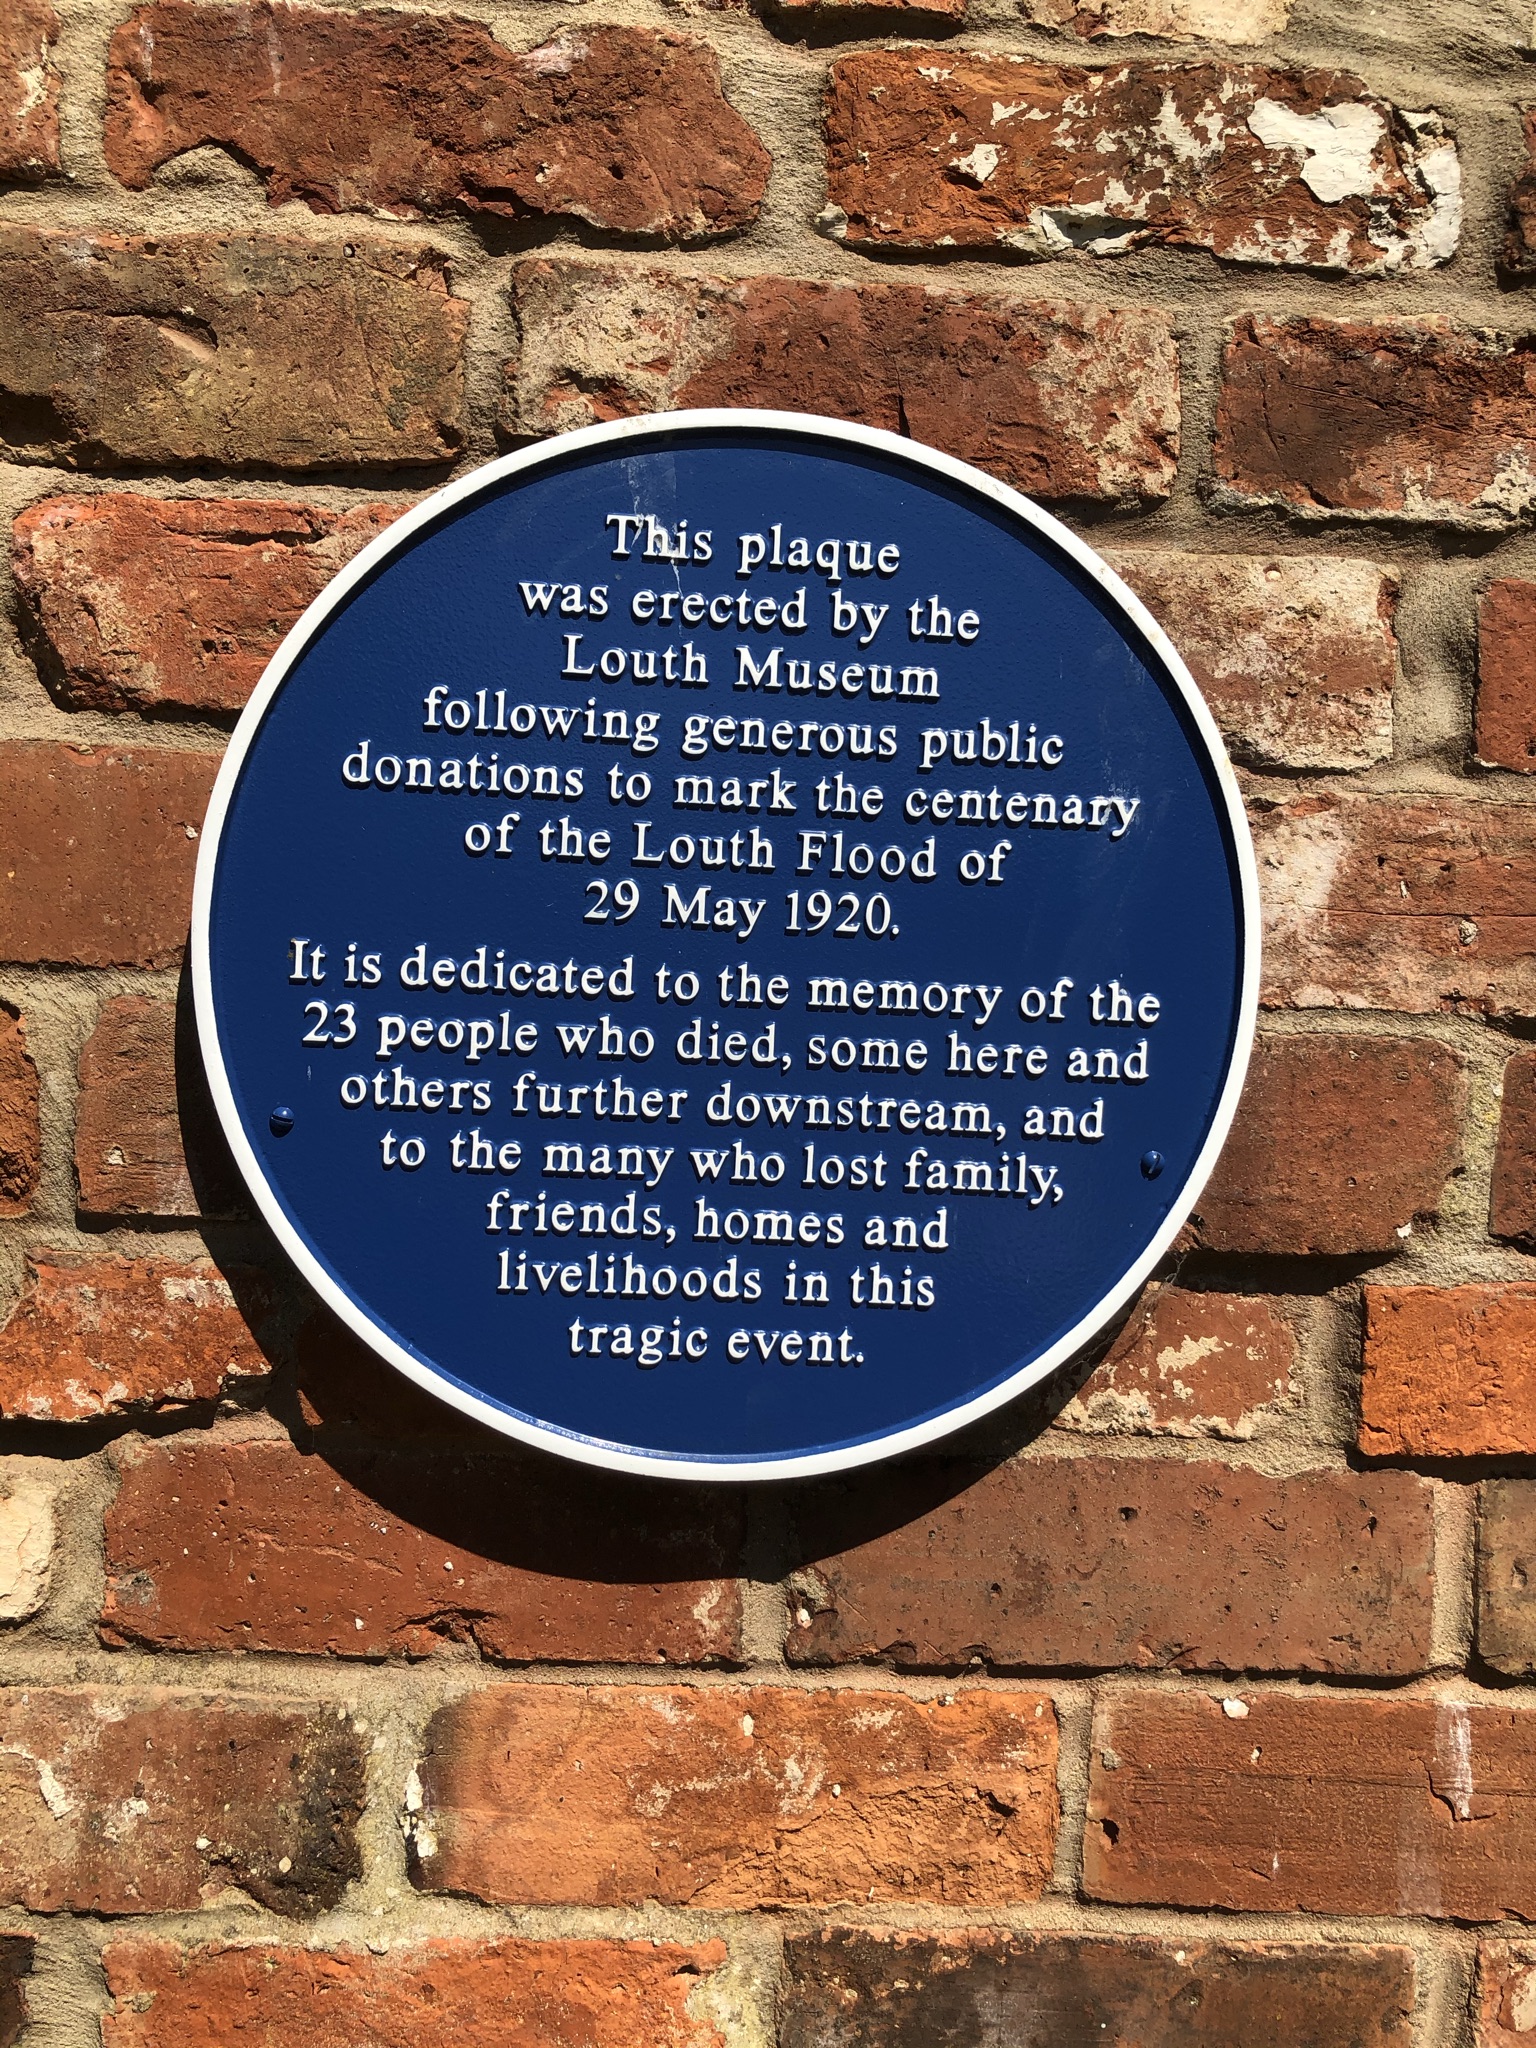 This plaque
was erected by the
Louth Museum
following generous public
donations to mark the centenary
of the Louth Flood of
29 May 1920.
It is dedicated to the memory of the
23 people who died, some here and
others further downstream, and
to the many who lost family,
friends, homes and
livelihoods in this
tragic event.